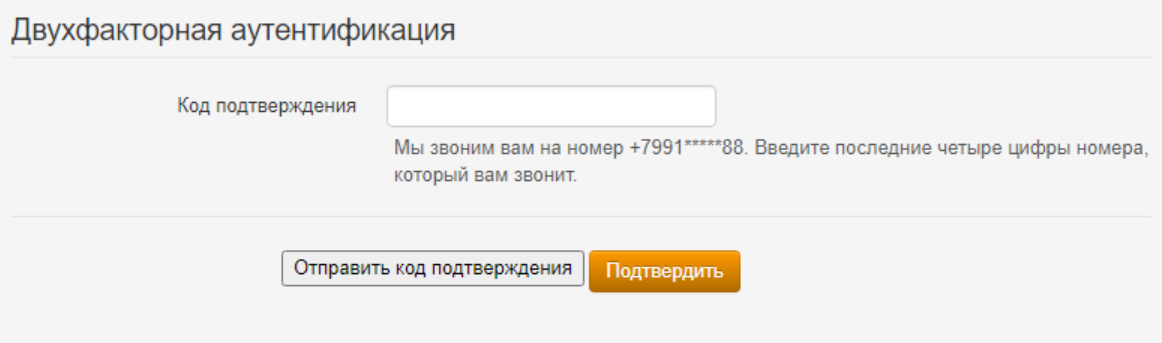 Двухфакторная аутентификация
Код подтверждения
Мы звоним вам на номер +7991*****88. Введите последние четыре цифры номера,
который вам звонит.
Отправить код подтверждения
Подтвердить